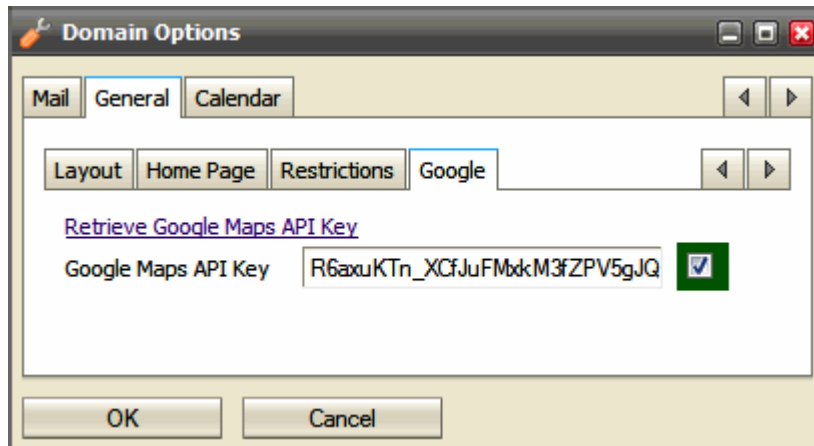 Domain Options
Mail General Calendar
Layout Home Page Restrictions Google
Retrieve Google Maps API Key
Google Maps API Key R6axuKTn_XCfJuFMxkM3fZPV5gJQ
OK Cancel